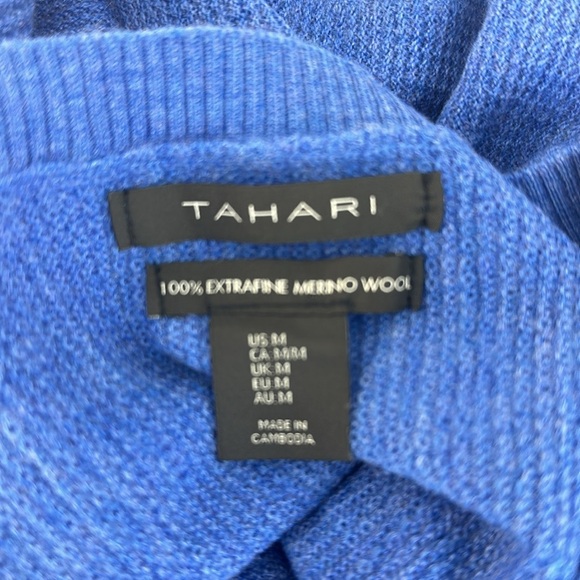 TAHARI
100% EXTRAFINE MERINO WOOL
US M
CA M/M
UK M
EU M
AU M
MADE IN
CAMBODIA